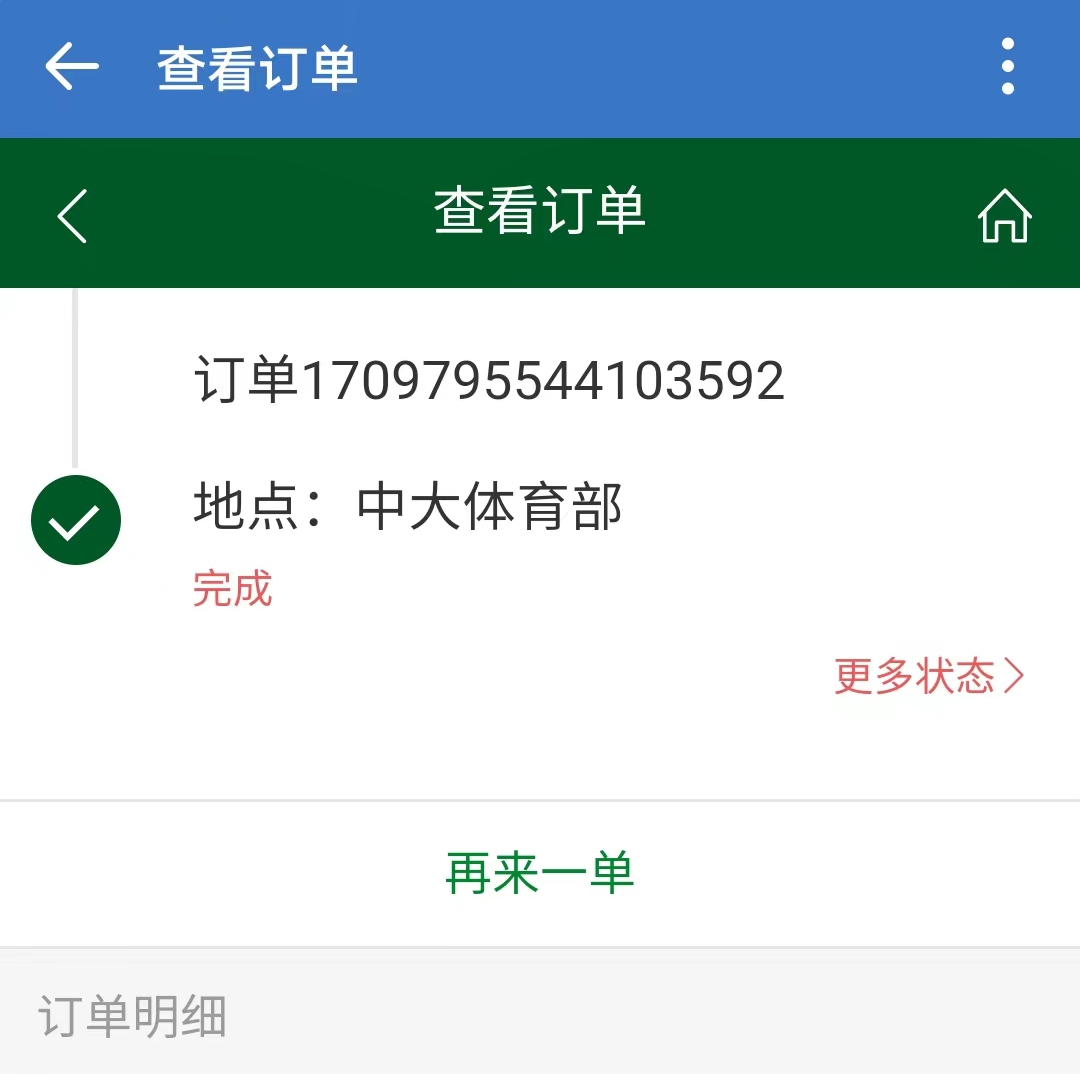 查看订单
查看订单
订单1709795544103592
地点：中大体育部
完成
更多状态
再来一单
订单明细